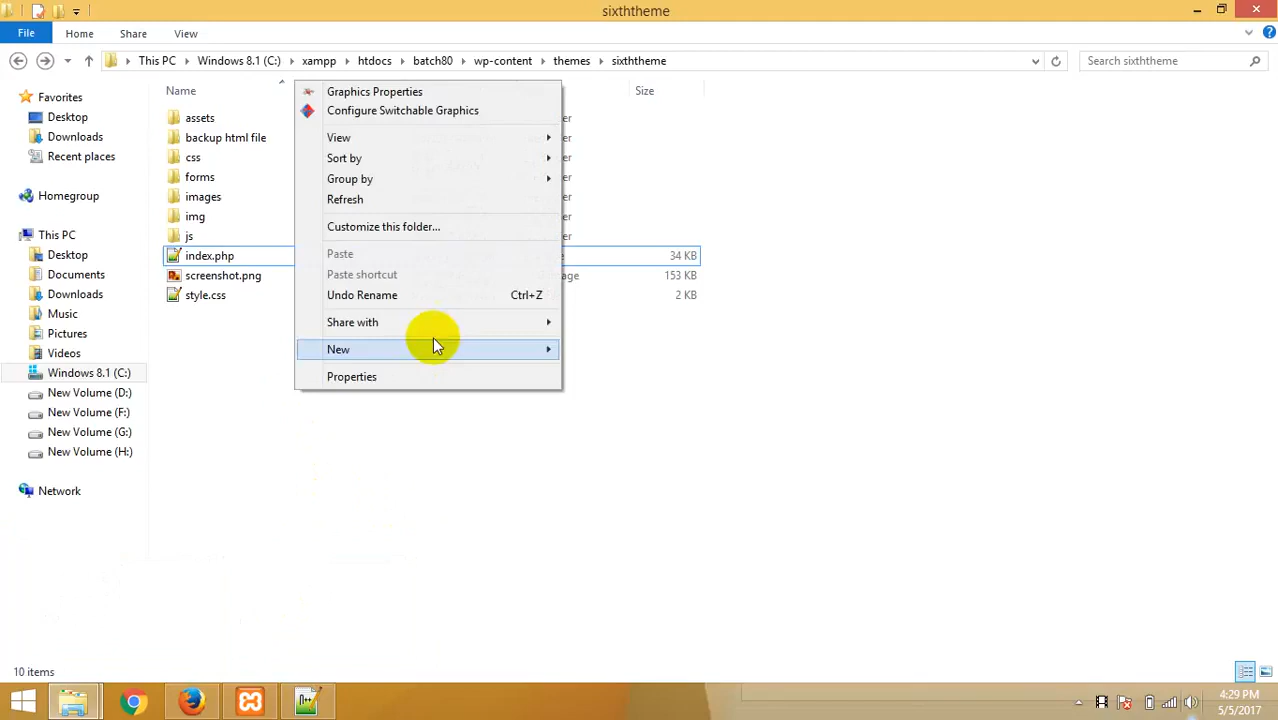 sixththeme
File Home Share View
This PC Windows 8.1 (C:) xampp htdocs batch80 wp-content themes sixththeme
Search sixththeme
Name Size
Favorites
Desktop
Downloads
Recent places
Homegroup
This PC
Desktop
Documents
Downloads
Music
Pictures
Videos
Windows 8.1 (C:)
New Volume (D:)
New Volume (F:)
New Volume (G:)
New Volume (H:)
Network
assets
backup html file
css
forms
images
img
js
index.php 34 KB
screenshot.png 153 KB
style.css 2 KB
Graphics Properties
Configure Switchable Graphics
View
Sort by
Group by
Refresh
Customize this folder...
Paste
Paste shortcut
Undo Rename Ctrl+Z
Share with
New
Properties
10 items
4:29 PM
5/5/2017